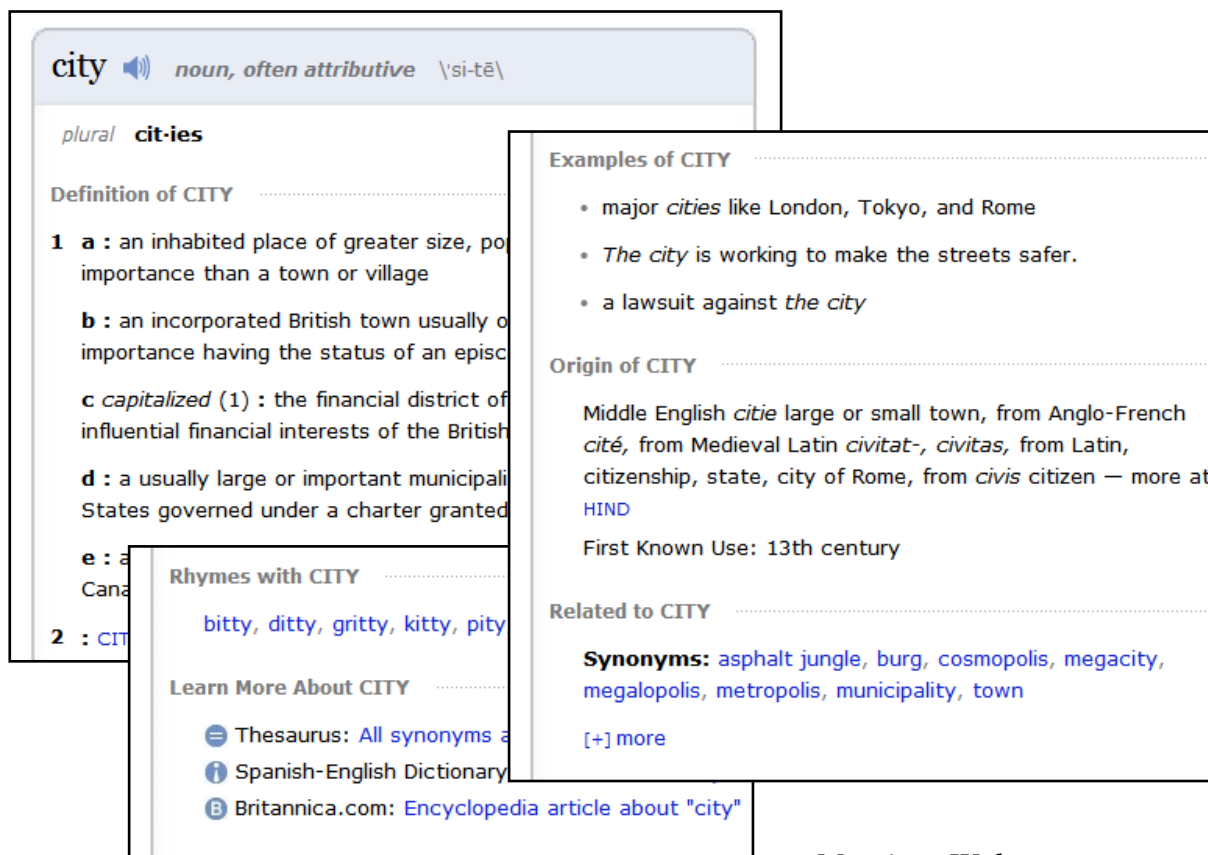 city noun, often attributive \ˈsi-tē\
plural cit·ies
Definition of CITY
1 a : an inhabited place of greater size,
importance than a town or village
b : an incorporated British town usually
importance having the status of an
c capitalized (1) : the financial district of
influential financial interests of the British
d : a usually large or important
States governed under a charter granted
e :
2 :
Examples of CITY
• major cities like London, Tokyo, and Rome
• The city is working to make the streets safer.
• a lawsuit against the city
Origin of CITY
Middle English citie large or small town, from Anglo-French
cité, from Medieval Latin civitat-, civitas, from Latin,
citizenship, state, city of Rome, from civis citizen — more at
HIND
First Known Use: 13th century
Related to CITY
Synonyms: asphalt jungle, burg, cosmopolis, megacity,
megalopolis, metropolis, municipality, town
[+] more
Rhymes with CITY
bitty, ditty, gritty, kitty, pity,
Learn More About CITY
Thesaurus: All synonyms
Spanish-English Dictionary
Britannica.com: Encyclopedia article about "city"